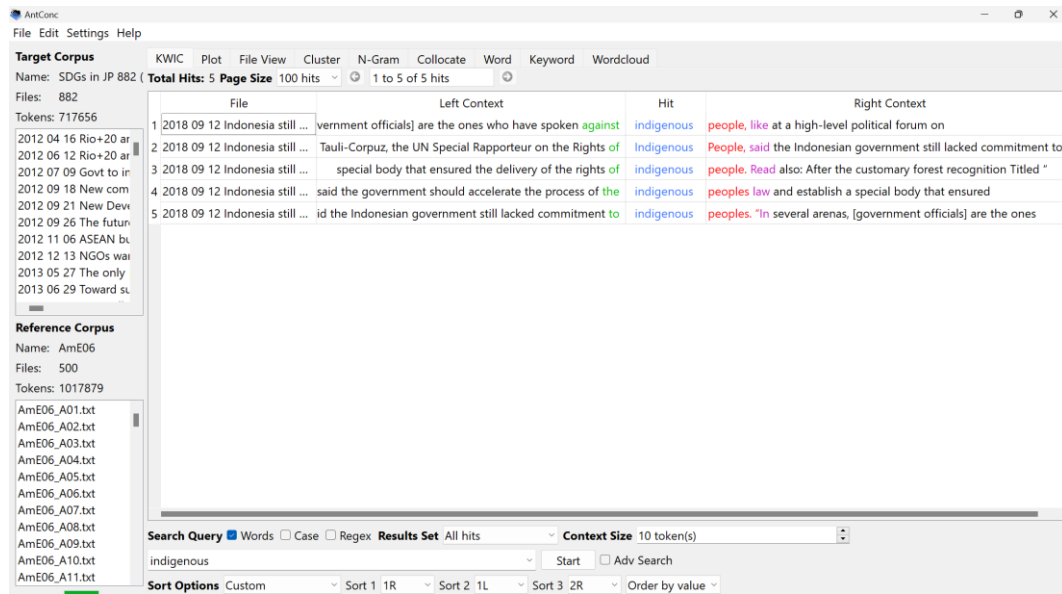 AntConc
File Edit Settings Help
Target Corpus
Name: SDGs in JP 882 (
Files: 882
Tokens: 717656
2012 04 16 Rio+20 ar
2012 06 12 Rio+20 ar
2012 07 09 Govt to in
2012 09 18 New com
2012 09 21 New Deve
2012 09 26 The future
2012 11 06 ASEAN bu
2012 12 13 NGOs war
2013 05 27 The only
2013 06 29 Toward su
Reference Corpus
Name: AmE06
Files: 500
Tokens: 1017879
AmE06_A01.txt
AmE06_A02.txt
AmE06_A03.txt
AmE06_A04.txt
AmE06_A05.txt
AmE06_A06.txt
AmE06_A07.txt
AmE06_A08.txt
AmE06_A09.txt
AmE06_A10.txt
AmE06_A11.txt
KWIC Plot File View Cluster N-Gram Collocate Word Keyword Wordcloud
Total Hits: 5 Page Size 100 hits 1 to 5 of 5 hits
File Left Context Hit Right Context
1 2018 09 12 Indonesia still ... vernment officials] are the ones who have spoken against indigenous people, like at a high-level political forum on
2 2018 09 12 Indonesia still ... Tauli-Corpuz, the UN Special Rapporteur on the Rights of Indigenous People, said the Indonesian government still lacked commitment to
3 2018 09 12 Indonesia still ... special body that ensured the delivery of the rights of indigenous people. Read also: After the customary forest recognition Titled “
4 2018 09 12 Indonesia still ... said the government should accelerate the process of the indigenous peoples law and establish a special body that ensured
5 2018 09 12 Indonesia still ... id the Indonesian government still lacked commitment to indigenous peoples. “In several arenas, [government officials] are the ones
Search Query Words Case Regex Results Set All hits Context Size 10 token(s)
indigenous Start Adv Search
Sort Options Custom Sort 1 1R Sort 2 1L Sort 3 2R Order by value